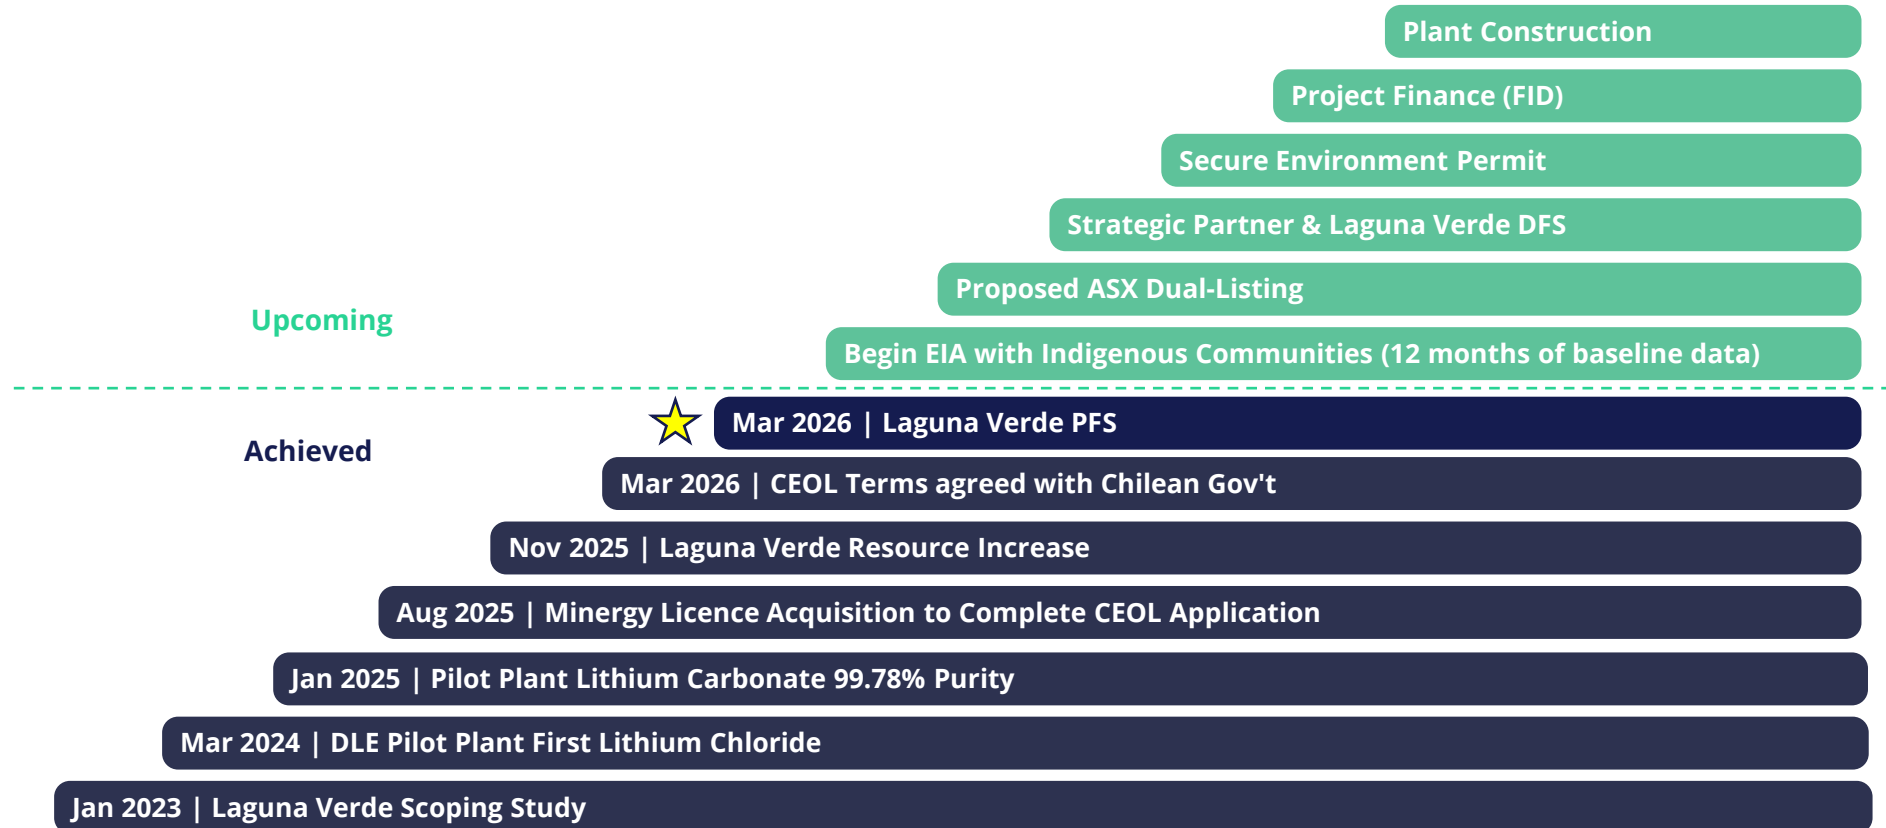 Plant Construction
Project Finance (FID)
Secure Environment Permit
Strategic Partner & Laguna Verde DFS
Proposed ASX Dual-Listing
Upcoming
Begin EIA with Indigenous Communities (12 months of baseline data)
Mar 2026 | Laguna Verde PFS
Achieved
Mar 2026 | CEOL Terms agreed with Chilean Gov't
Nov 2025 | Laguna Verde Resource Increase
Aug 2025 | Minergy Licence Acquisition to Complete CEOL Application
Jan 2025 | Pilot Plant Lithium Carbonate 99.78% Purity
Mar 2024 | DLE Pilot Plant First Lithium Chloride
Jan 2023 | Laguna Verde Scoping Study